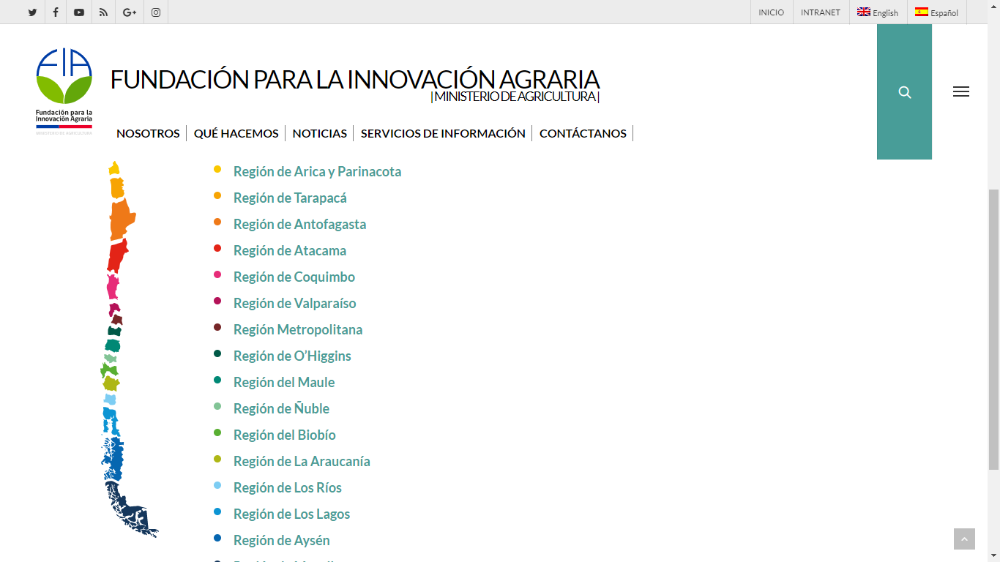 INICIO
INTRANET
English
Español
FIA
Fundación para la
Innovación Agraria
MINISTERIO DE AGRICULTURA
FUNDACIÓN PARA LA INNOVACIÓN AGRARIA
| MINISTERIO DE AGRICULTURA |
NOSOTROS
QUÉ HACEMOS
NOTICIAS
SERVICIOS DE INFORMACIÓN
CONTÁCTANOS
Región de Arica y Parinacota
Región de Tarapacá
Región de Antofagasta
Región de Atacama
Región de Coquimbo
Región de Valparaíso
Región Metropolitana
Región de O’Higgins
Región del Maule
Región de Ñuble
Región del Biobío
Región de La Araucanía
Región de Los Ríos
Región de Los Lagos
Región de Aysén